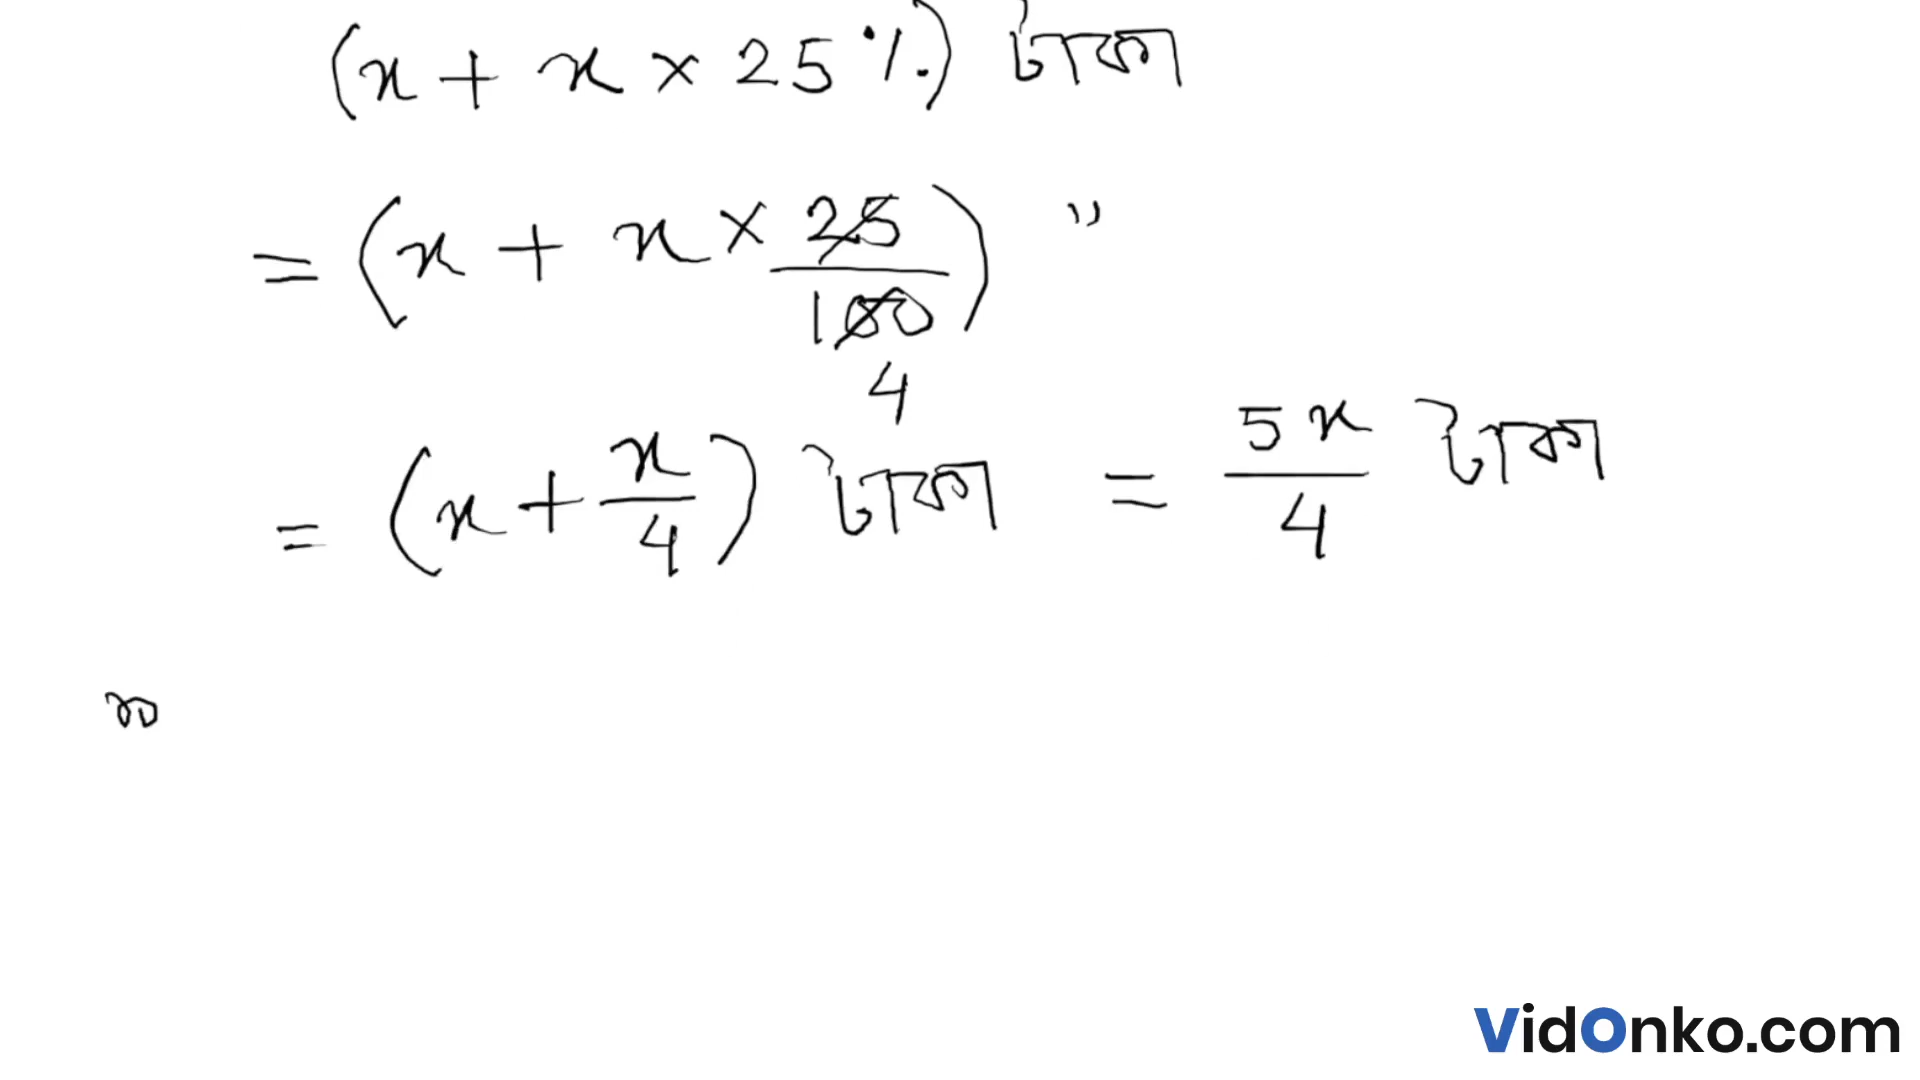 (x + x × 25%) টাকা
= (x + x × 25/100) "
4
= (x + x/4) টাকা = 5x/4 টাকা
VidOnko.com